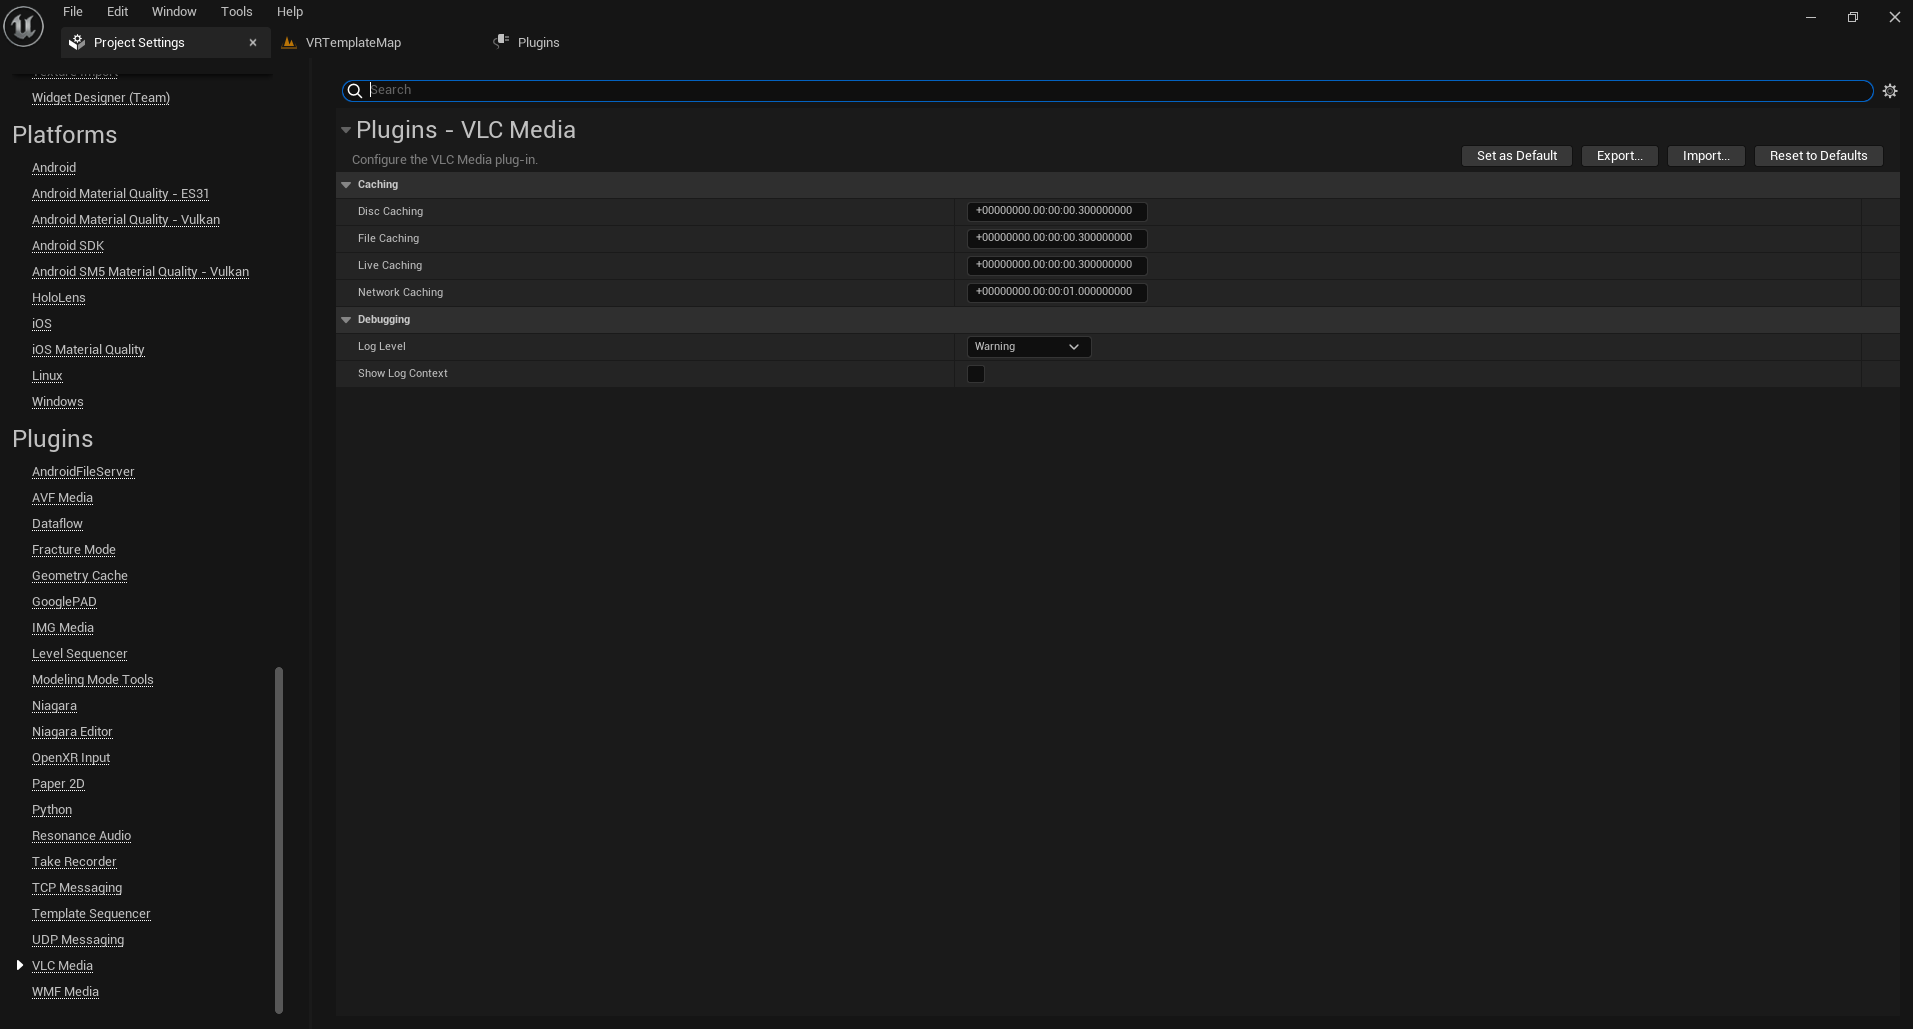 File Edit Window Tools Help
Project Settings
VRTemplateMap
Plugins
Texture Import
Widget Designer (Team)
Platforms
Android
Android Material Quality - ES31
Android Material Quality - Vulkan
Android SDK
Android SM5 Material Quality - Vulkan
HoloLens
iOS
iOS Material Quality
Linux
Windows
Plugins
AndroidFileServer
AVF Media
Dataflow
Fracture Mode
Geometry Cache
GooglePAD
IMG Media
Level Sequencer
Modeling Mode Tools
Niagara
Niagara Editor
OpenXR Input
Paper 2D
Python
Resonance Audio
Take Recorder
TCP Messaging
Template Sequencer
UDP Messaging
VLC Media
WMF Media
Search
Plugins - VLC Media
Configure the VLC Media plug-in.
Set as Default Export... Import... Reset to Defaults
Caching
Disc Caching +00000000.00:00:00.300000000
File Caching +00000000.00:00:00.300000000
Live Caching +00000000.00:00:00.300000000
Network Caching +00000000.00:00:01.000000000
Debugging
Log Level Warning
Show Log Context